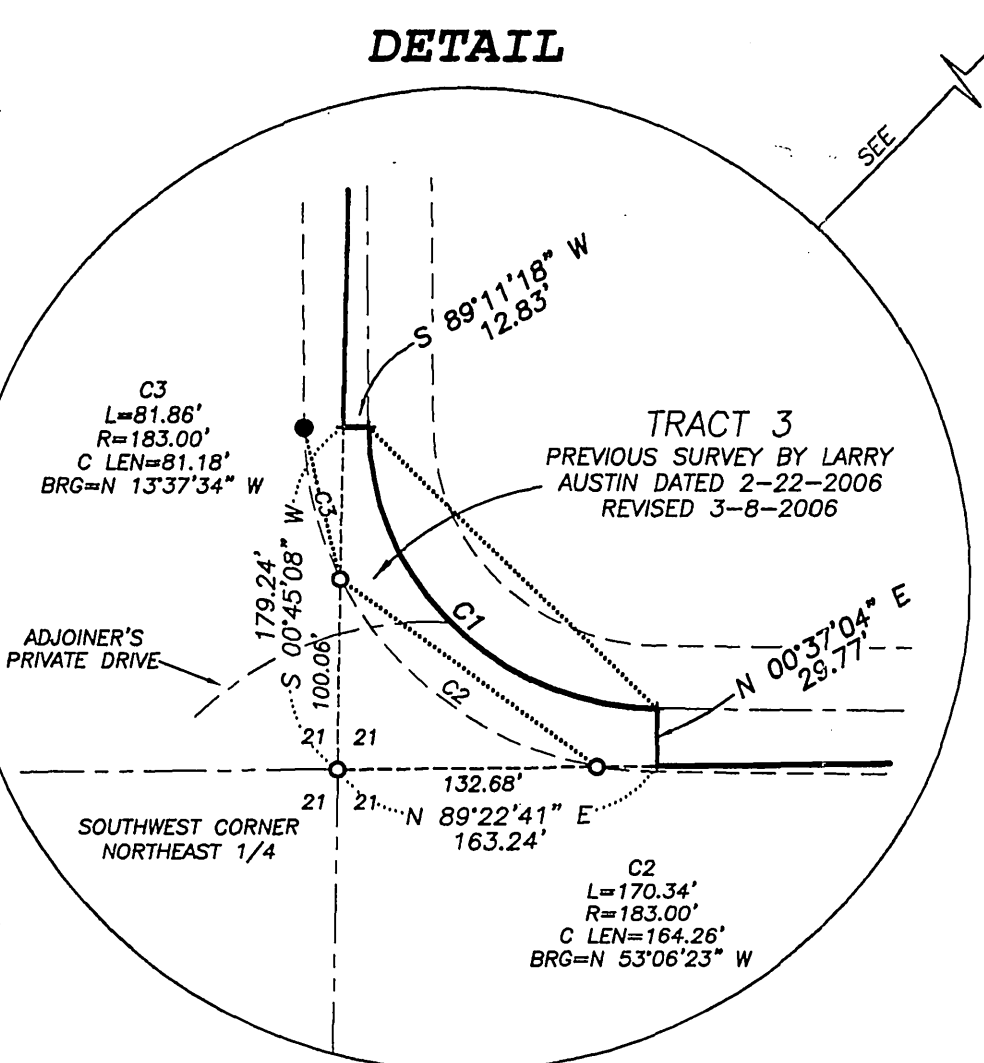 DETAIL
SEE
S 89°11'18" W
12.83'
C3
L=81.86'
R=183.00'
C LEN=81.18'
BRG=N 13°37'34" W
TRACT 3
PREVIOUS SURVEY BY LARRY
AUSTIN DATED 2-22-2006
REVISED 3-8-2006
C3
179.24'
S 00°45'08" W
100.06'
C1
C2
N 00°37'04" E
29.77'
ADJOINER'S
PRIVATE DRIVE
21 21
132.68'
21 21
N 89°22'41" E
163.24'
SOUTHWEST CORNER
NORTHEAST 1/4
C2
L=170.34'
R=183.00'
C LEN=164.26'
BRG=N 53°06'23" W